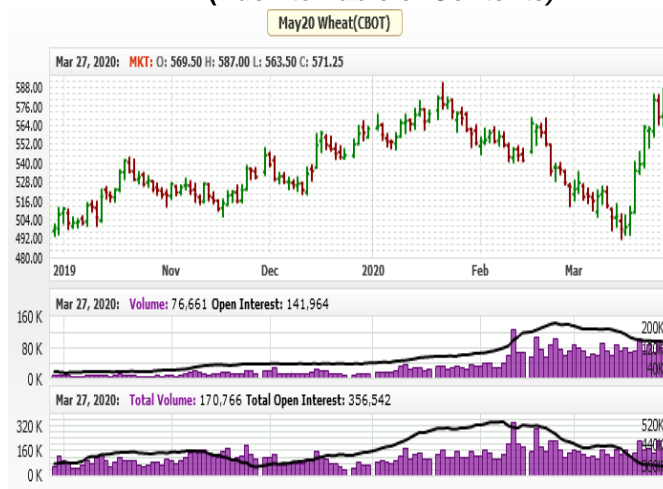 May20 Wheat(CBOT)
Mar 27, 2020: MKT: O: 569.50 H: 587.00 L: 563.50 C: 571.25
588.00
576.00
564.00
552.00
540.00
528.00
516.00
504.00
492.00
480.00
2019 Nov Dec 2020 Feb Mar
Mar 27, 2020: Volume: 76,661 Open Interest: 141,964
160 K
80 K
0 K
200K
40K
Mar 27, 2020: Total Volume: 170,766 Total Open Interest: 356,542
320 K
160 K
0 K
520K